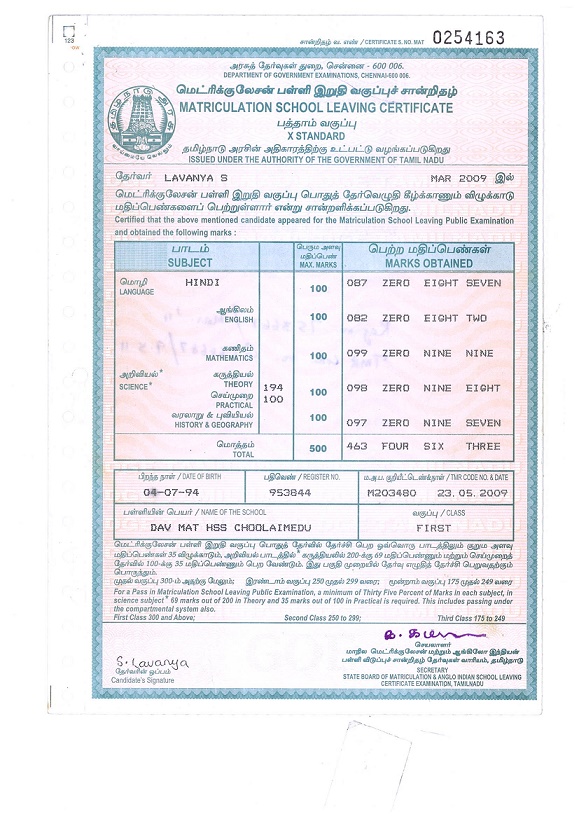 123
சான்றிதழ் வ. எண் / CERTIFICATE S. NO. MAT 0254163
அரசுத் தேர்வுகள் துறை, சென்னை - 600 006.
DEPARTMENT OF GOVERNMENT EXAMINATIONS, CHENNAI-600 006.
மெட்ரிக்குலேசன் பள்ளி இறுதி வகுப்புச் சான்றிதழ்
MATRICULATION SCHOOL LEAVING CERTIFICATE
பத்தாம் வகுப்பு
X STANDARD
தமிழ்நாடு அரசின் அதிகாரத்திற்கு உட்பட்டு வழங்கப்படுகிறது
ISSUED UNDER THE AUTHORITY OF THE GOVERNMENT OF TAMIL NADU
தேர்வர் LAVANYA S MAR 2009 இல்
மெட்ரிக்குலேசன் பள்ளி இறுதி வகுப்பு பொதுத் தேர்வெழுதி கீழ்க்காணும் விழுக்காடு
மதிப்பெண்களைப் பெற்றுள்ளார் என்று சான்றளிக்கப்படுகிறது.
Certified that the above mentioned candidate appeared for the Matriculation School Leaving Public Examination
and obtained the following marks :
பாடம் பெரும அளவு பெற்ற மதிப்பெண்கள்
SUBJECT மதிப்பெண் MAX. MARKS MARKS OBTAINED
மொழி HINDI
LANGUAGE 100 087 ZERO EIGHT SEVEN
ஆங்கிலம்
ENGLISH 100 082 ZERO EIGHT TWO
கணிதம்
MATHEMATICS 100 099 ZERO NINE NINE
அறிவியல்* கருத்தியல்
SCIENCE* THEORY 194 100 098 ZERO NINE EIGHT
செய்முறை
PRACTICAL 100
வரலாறு & புவியியல்
HISTORY & GEOGRAPHY 100 097 ZERO NINE SEVEN
மொத்தம்
TOTAL 500 463 FOUR SIX THREE
பிறந்த நாள் / DATE OF BIRTH பதிவெண் / REGISTER NO. ம.அ.ப. குறியீட்டெண்/நாள் / TMR CODE NO. & DATE
04-07-94 953844 M203480 23.05.2009
பள்ளியின் பெயர் / NAME OF THE SCHOOL வகுப்பு / CLASS
DAV MAT HSS CHOOLAIMEDU FIRST
மெட்ரிக்குலேசன் பள்ளி இறுதி வகுப்பு பொதுத் தேர்வில் தேர்ச்சி பெற ஒவ்வொரு பாடத்திலும் குறும அளவு
மதிப்பெண்கள் 35 விழுக்காடும், அறிவியல் பாடத்தில்* கருத்தியலில் 200-க்கு 69 மதிப்பெண்களும் மற்றும் செய்முறைத்
தேர்வில் 100-க்கு 35 மதிப்பெண்களும் பெற வேண்டும். இது பகுதி முறையில் தேர்வு எழுதித் தேர்ச்சி பெறுவதற்கும்
பொருந்தும்.
முதல் வகுப்பு 300-ம் அதற்கு மேலும்; இரண்டாம் வகுப்பு 250 முதல் 299 வரை; மூன்றாம் வகுப்பு 175 முதல் 249 வரை
For a Pass in Matriculation School Leaving Public Examination, a minimum of Thirty Five Percent of Marks in each subject, in
science subject* 69 marks out of 200 in Theory and 35 marks out of 100 in Practical is required. This includes passing under
the compartmental system also.
First Class 300 and Above; Second Class 250 to 299; Third Class 175 to 249
S. Lavanya
தேர்வரின் ஒப்பம்
Candidate's Signature
செயலாளர்
மாநில மெட்ரிக்குலேசன் மற்றும் ஆங்கிலோ இந்தியன்
பள்ளி விடுப்புச் சான்றிதழ் தேர்வுகள் வாரியம், தமிழ்நாடு
SECRETARY
STATE BOARD OF MATRICULATION & ANGLO INDIAN SCHOOL LEAVING
CERTIFICATE EXAMINATION, TAMILNADU